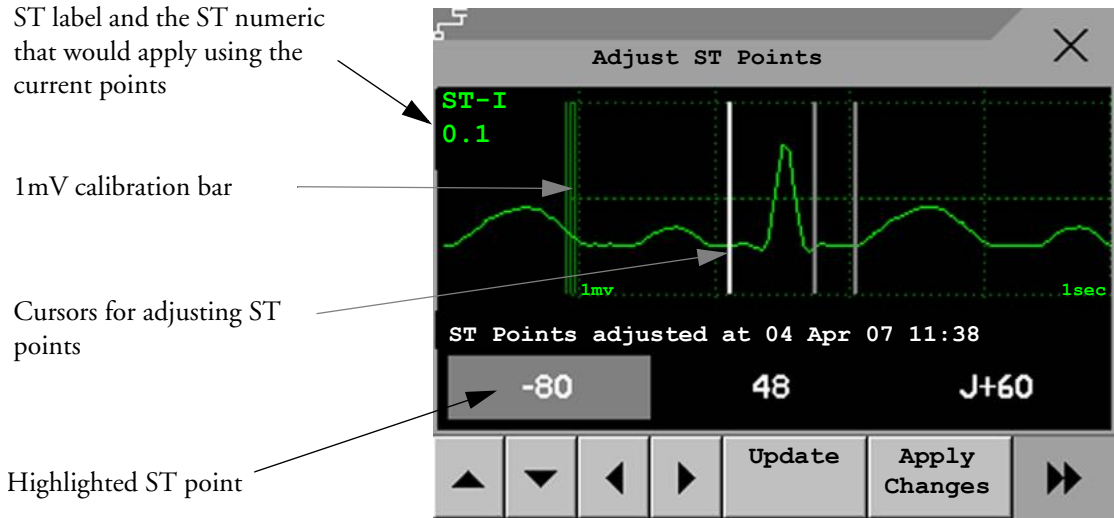 ST label and the ST numeric
that would apply using the
current points
1mV calibration bar
Cursors for adjusting ST
points
Highlighted ST point
Adjust ST Points
ST-I
0.1
1mv
1sec
ST Points adjusted at 04 Apr 07 11:38
-80 48 J+60
Update
Apply
Changes